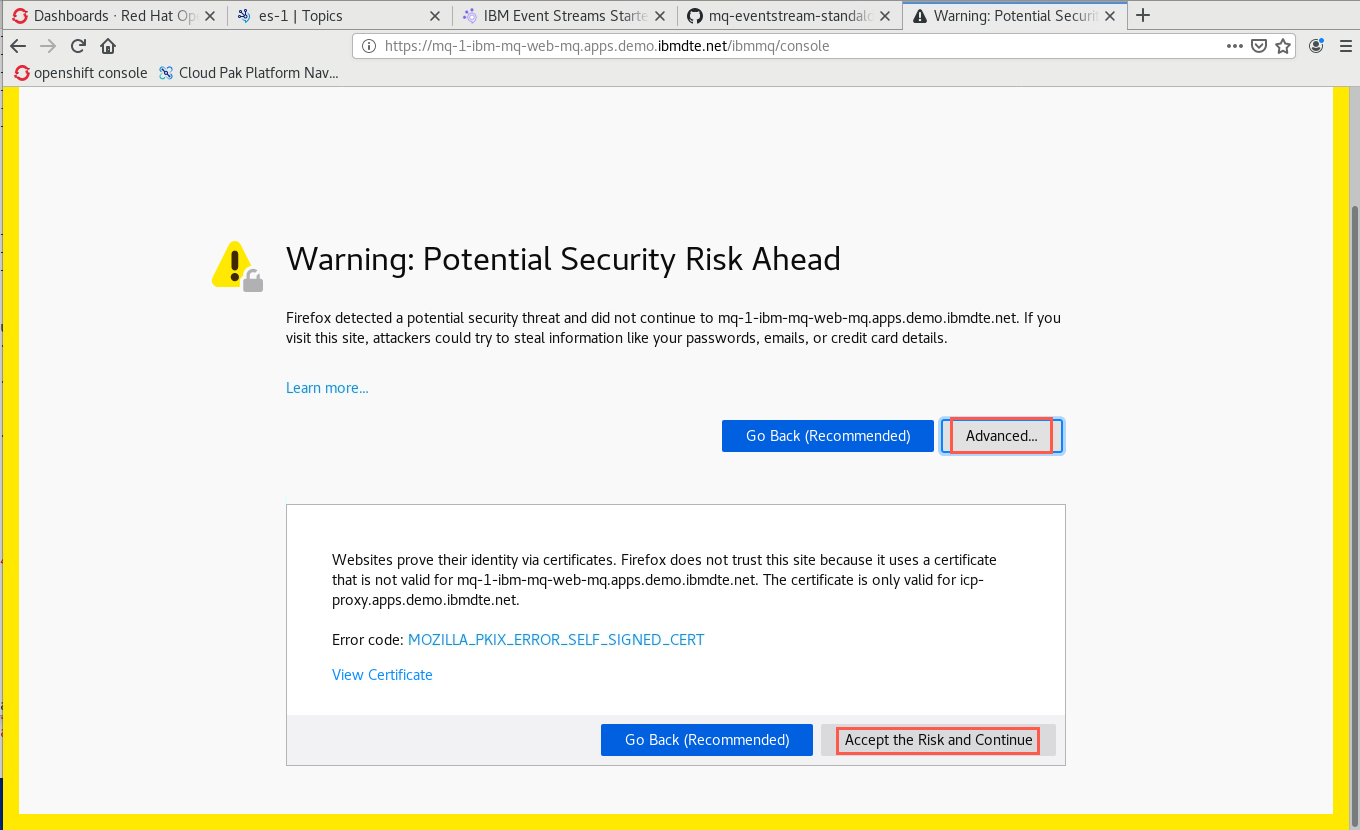 Dashboards · Red Hat Op
es-1 | Topics
IBM Event Streams Starte
mq-eventstream-standalo
Warning: Potential Securit
https://mq-1-ibm-mq-web-mq.apps.demo.ibmdte.net/ibmmq/console
openshift console
Cloud Pak Platform Nav...
Warning: Potential Security Risk Ahead
Firefox detected a potential security threat and did not continue to mq-1-ibm-mq-web-mq.apps.demo.ibmdte.net. If you
visit this site, attackers could try to steal information like your passwords, emails, or credit card details.
Learn more...
Go Back (Recommended)
Advanced...
Websites prove their identity via certificates. Firefox does not trust this site because it uses a certificate
that is not valid for mq-1-ibm-mq-web-mq.apps.demo.ibmdte.net. The certificate is only valid for icp-
proxy.apps.demo.ibmdte.net.
Error code: MOZILLA_PKIX_ERROR_SELF_SIGNED_CERT
View Certificate
Go Back (Recommended)
Accept the Risk and Continue